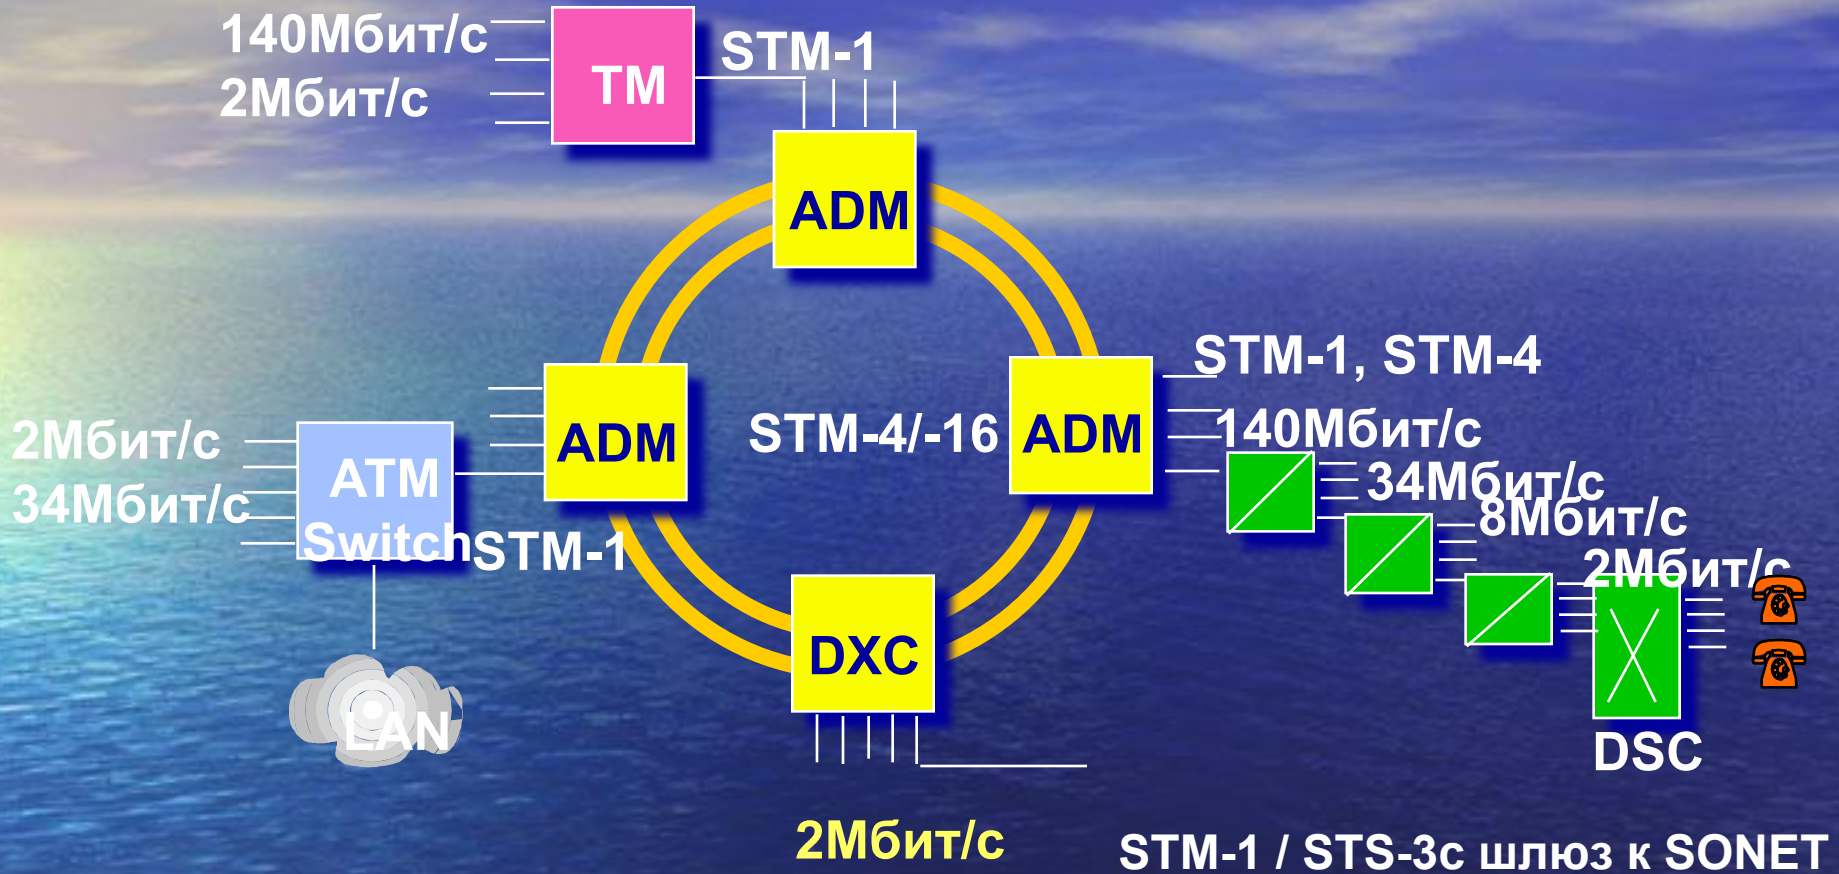 140Мбит/с
2Мбит/с
TM
STM-1
ADM
STM-1, STM-4
2Мбит/с
34Мбит/с
ATM
Switch
STM-1
ADM
STM-4/-16
ADM
140Мбит/с
34Мбит/с
8Мбит/с
2Мбит/с
DXC
LAN
DSC
2Мбит/с
STM-1 / STS-3c шлюз к SONET